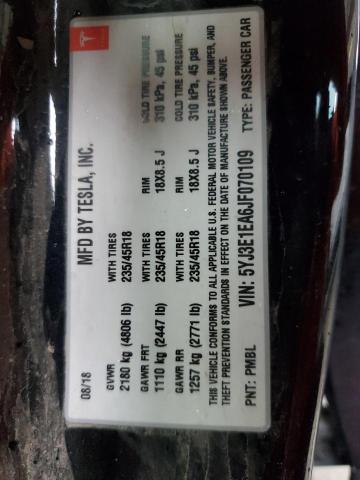 MFD BY TESLA, INC.
08/18
GVWR WITH TIRES RIM COLD TIRE PRESSURE
2180 kg (4806 lb) 235/45R18 18X8.5 J 310 kPa, 45 psi
GAWR FRT WITH TIRES RIM COLD TIRE PRESSURE
1110 kg (2447 lb) 235/45R18 18X8.5 J 310 kPa, 45 psi
GAWR RR WITH TIRES
1257 kg (2771 lb) 235/45R18
THIS VEHICLE CONFORMS TO ALL APPLICABLE U.S. FEDERAL MOTOR VEHICLE SAFETY, BUMPER, AND
THEFT PREVENTION STANDARDS IN EFFECT ON THE DATE OF MANUFACTURE SHOWN ABOVE.
VIN: 5YJ3E1EA6JF070109
PNT: PMBL TYPE: PASSENGER CAR